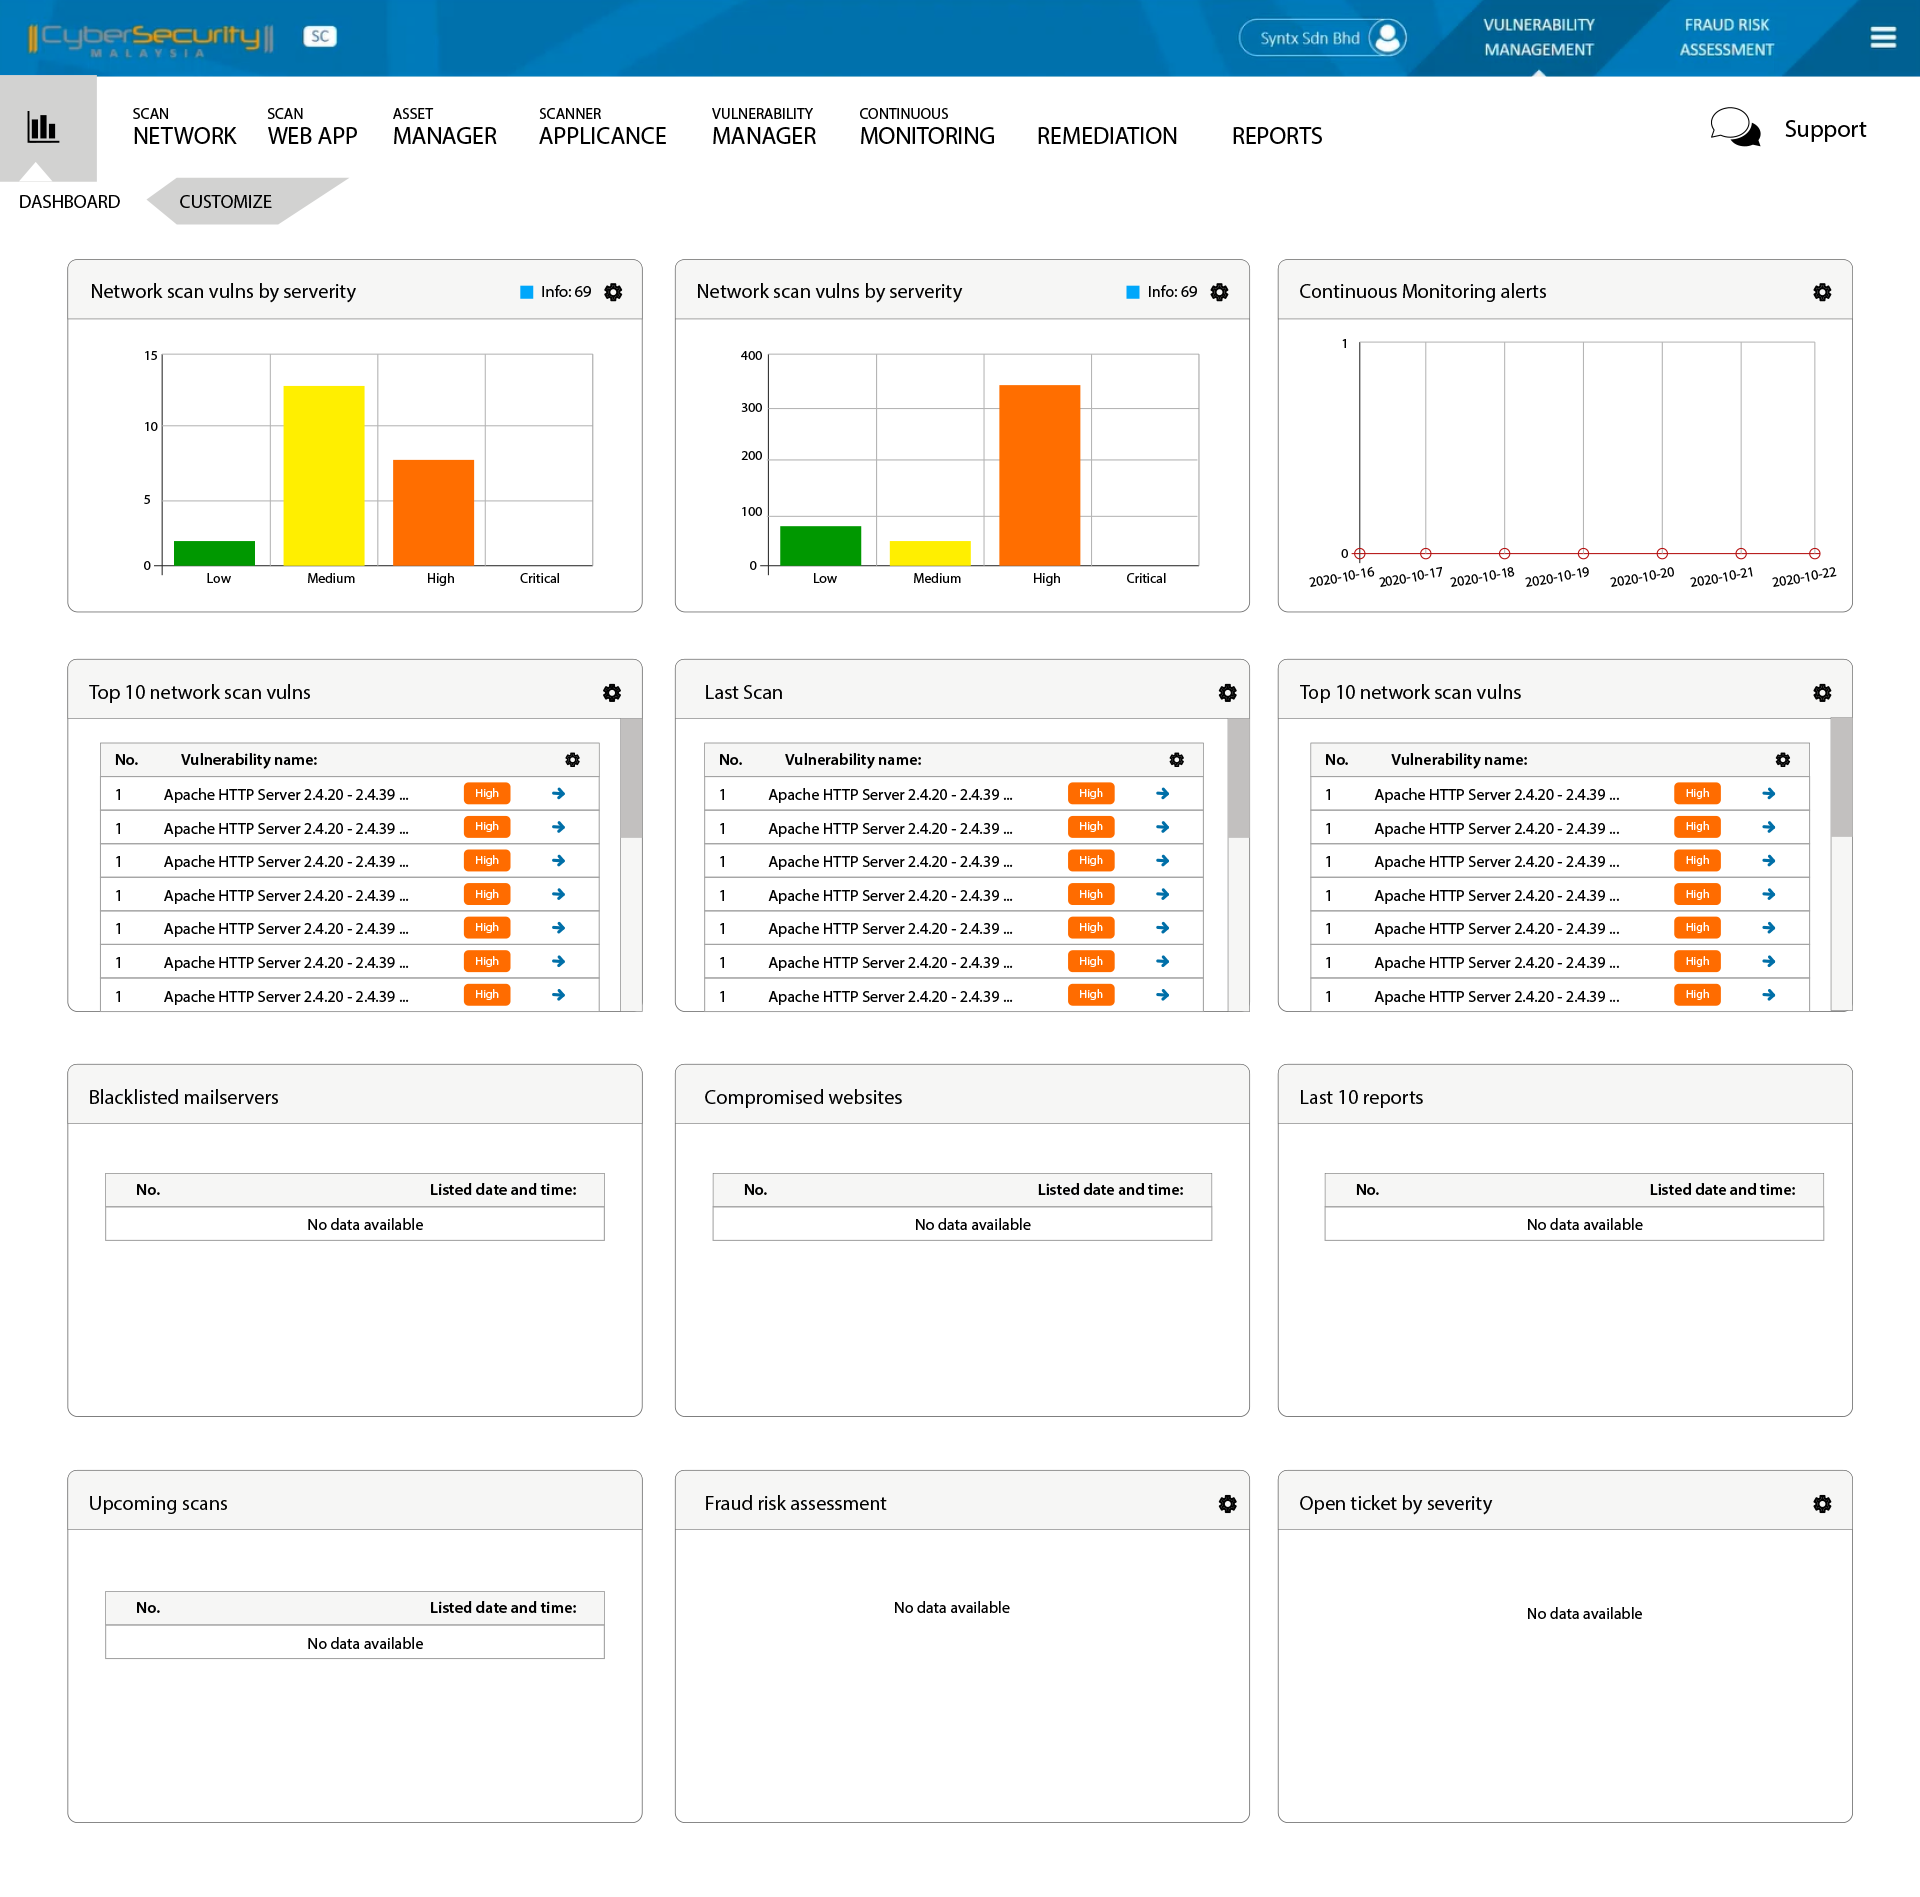 CyberSecurity
MALAYSIA
SC
Syntx Sdn Bhd
VULNERABILITY
MANAGEMENT
FRAUD RISK
ASSESSMENT
SCAN
NETWORK
SCAN
WEB APP
ASSET
MANAGER
SCANNER
APPLICANCE
VULNERABILITY
MANAGER
CONTINUOUS
MONITORING
REMEDIATION
REPORTS
Support
DASHBOARD
CUSTOMIZE
Network scan vulns by serverity
Info: 69
15
10
5
0
Low Medium High Critical
Network scan vulns by serverity
Info: 69
400
300
200
100
0
Low Medium High Critical
Continuous Monitoring alerts
1
0
2020-10-16 2020-10-17 2020-10-18 2020-10-19 2020-10-20 2020-10-21 2020-10-22
Top 10 network scan vulns
No. Vulnerability name:
1 Apache HTTP Server 2.4.20 - 2.4.39 ... High
1 Apache HTTP Server 2.4.20 - 2.4.39 ... High
1 Apache HTTP Server 2.4.20 - 2.4.39 ... High
1 Apache HTTP Server 2.4.20 - 2.4.39 ... High
1 Apache HTTP Server 2.4.20 - 2.4.39 ... High
1 Apache HTTP Server 2.4.20 - 2.4.39 ... High
1 Apache HTTP Server 2.4.20 - 2.4.39 ... High
Last Scan
No. Vulnerability name:
1 Apache HTTP Server 2.4.20 - 2.4.39 ... High
1 Apache HTTP Server 2.4.20 - 2.4.39 ... High
1 Apache HTTP Server 2.4.20 - 2.4.39 ... High
1 Apache HTTP Server 2.4.20 - 2.4.39 ... High
1 Apache HTTP Server 2.4.20 - 2.4.39 ... High
1 Apache HTTP Server 2.4.20 - 2.4.39 ... High
1 Apache HTTP Server 2.4.20 - 2.4.39 ... High
Top 10 network scan vulns
No. Vulnerability name:
1 Apache HTTP Server 2.4.20 - 2.4.39 ... High
1 Apache HTTP Server 2.4.20 - 2.4.39 ... High
1 Apache HTTP Server 2.4.20 - 2.4.39 ... High
1 Apache HTTP Server 2.4.20 - 2.4.39 ... High
1 Apache HTTP Server 2.4.20 - 2.4.39 ... High
1 Apache HTTP Server 2.4.20 - 2.4.39 ... High
1 Apache HTTP Server 2.4.20 - 2.4.39 ... High
Blacklisted mailservers
No. Listed date and time:
No data available
Compromised websites
No. Listed date and time:
No data available
Last 10 reports
No. Listed date and time:
No data available
Upcoming scans
No. Listed date and time:
No data available
Fraud risk assessment
No data available
Open ticket by severity
No data available